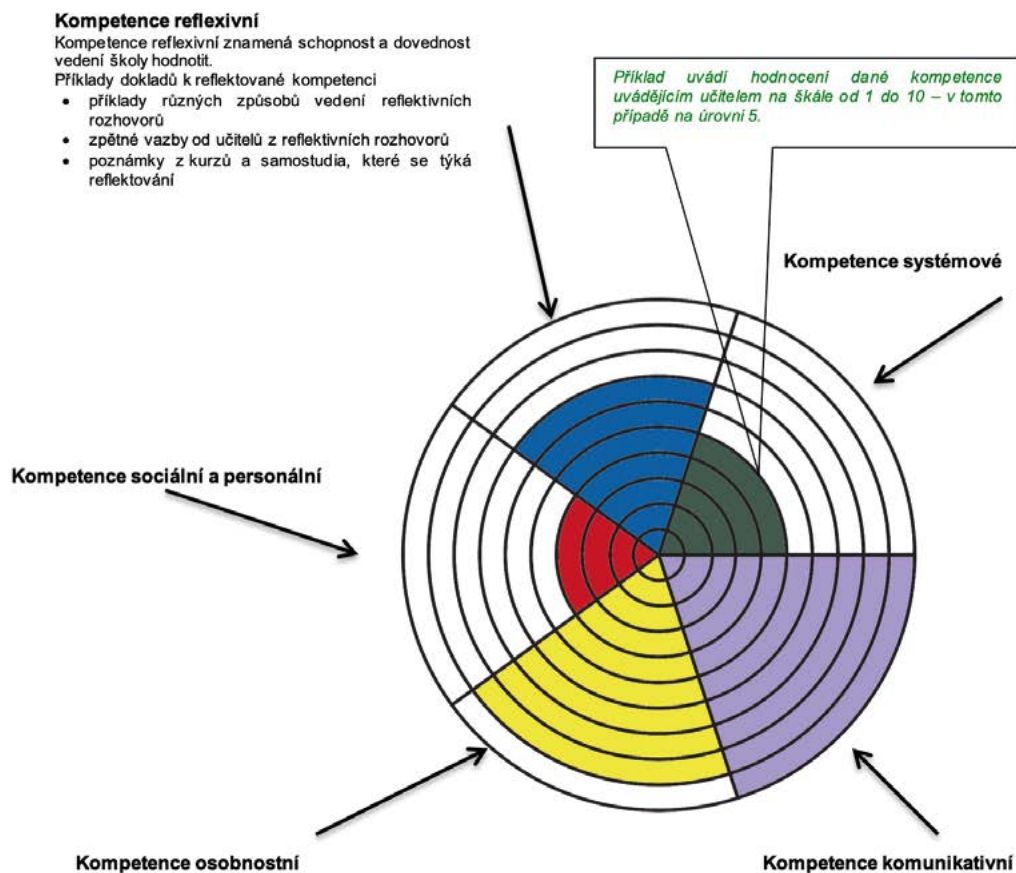 Kompetence reflexivní
Kompetence reflexivní znamená schopnost a dovednost
vedení školy hodnotit.
Příklady dokladů k reflektované kompetenci
• příklady různých způsobů vedení reflektivních
rozhovorů
• zpětné vazby od učitelů z reflektivních rozhovorů
• poznámky z kurzů a samostudia, které se týká
reflektování
Příklad uvádí hodnocení dané kompetence
uvádějícím učitelem na škále od 1 do 10 – v tomto
případě na úrovni 5.
Kompetence systémové
Kompetence sociální a personální
Kompetence osobnostní
Kompetence komunikativní